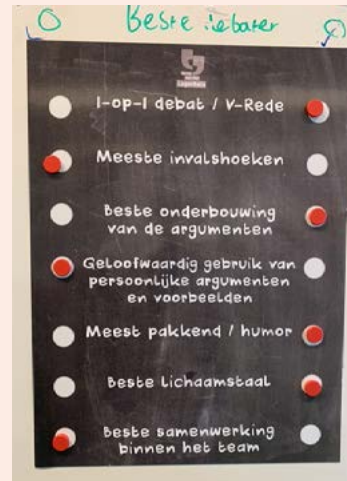 Beste debater
1-op-1 debat / V-Rede
Meeste invalshoeken
Beste onderbouwing
van de argumenten
Geloofwaardig gebruik van
persoonlijke argumenten
en voorbeelden
Meest pakkend / humor
Beste lichaamstaal
Beste samenwerking
binnen het team